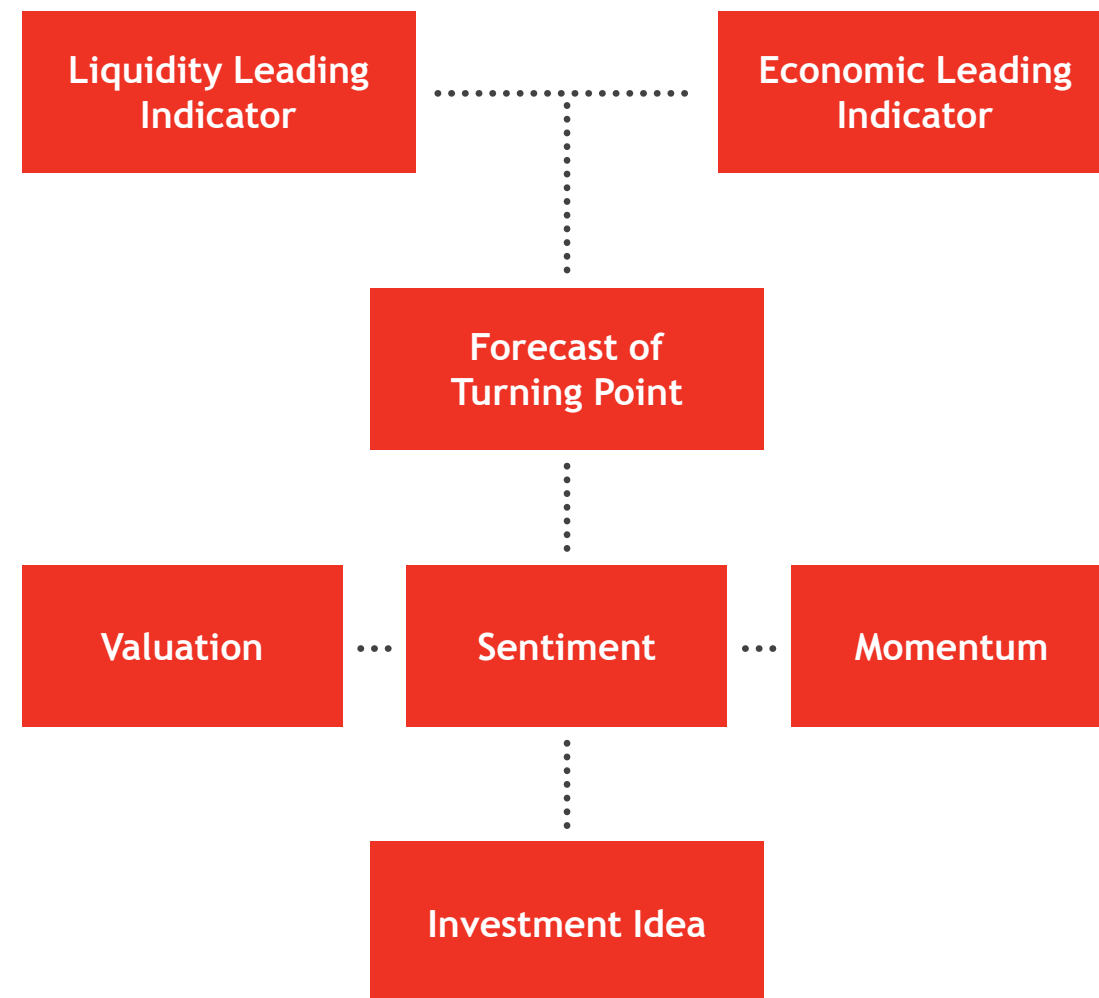 Liquidity Leading
Indicator
Economic Leading
Indicator
Forecast of
Turning Point
Valuation
Sentiment
Momentum
Investment Idea